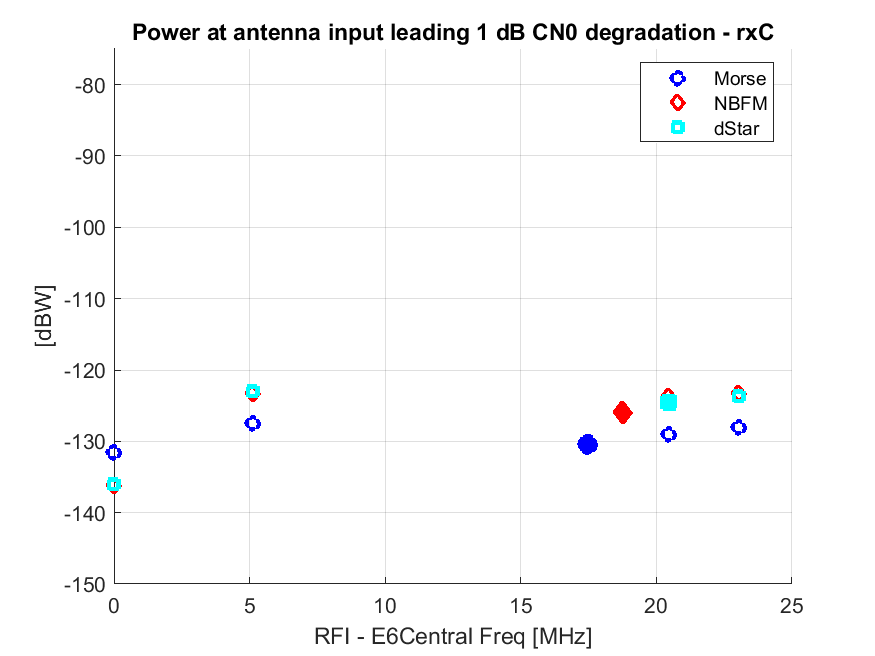 Power at antenna input leading 1 dB CN0 degradation - rxC
Morse
NBFM
dStar
-80
-90
-100
-110
-120
-130
-140
-150
[dBW]
0 5 10 15 20 25
RFI - E6Central Freq [MHz]